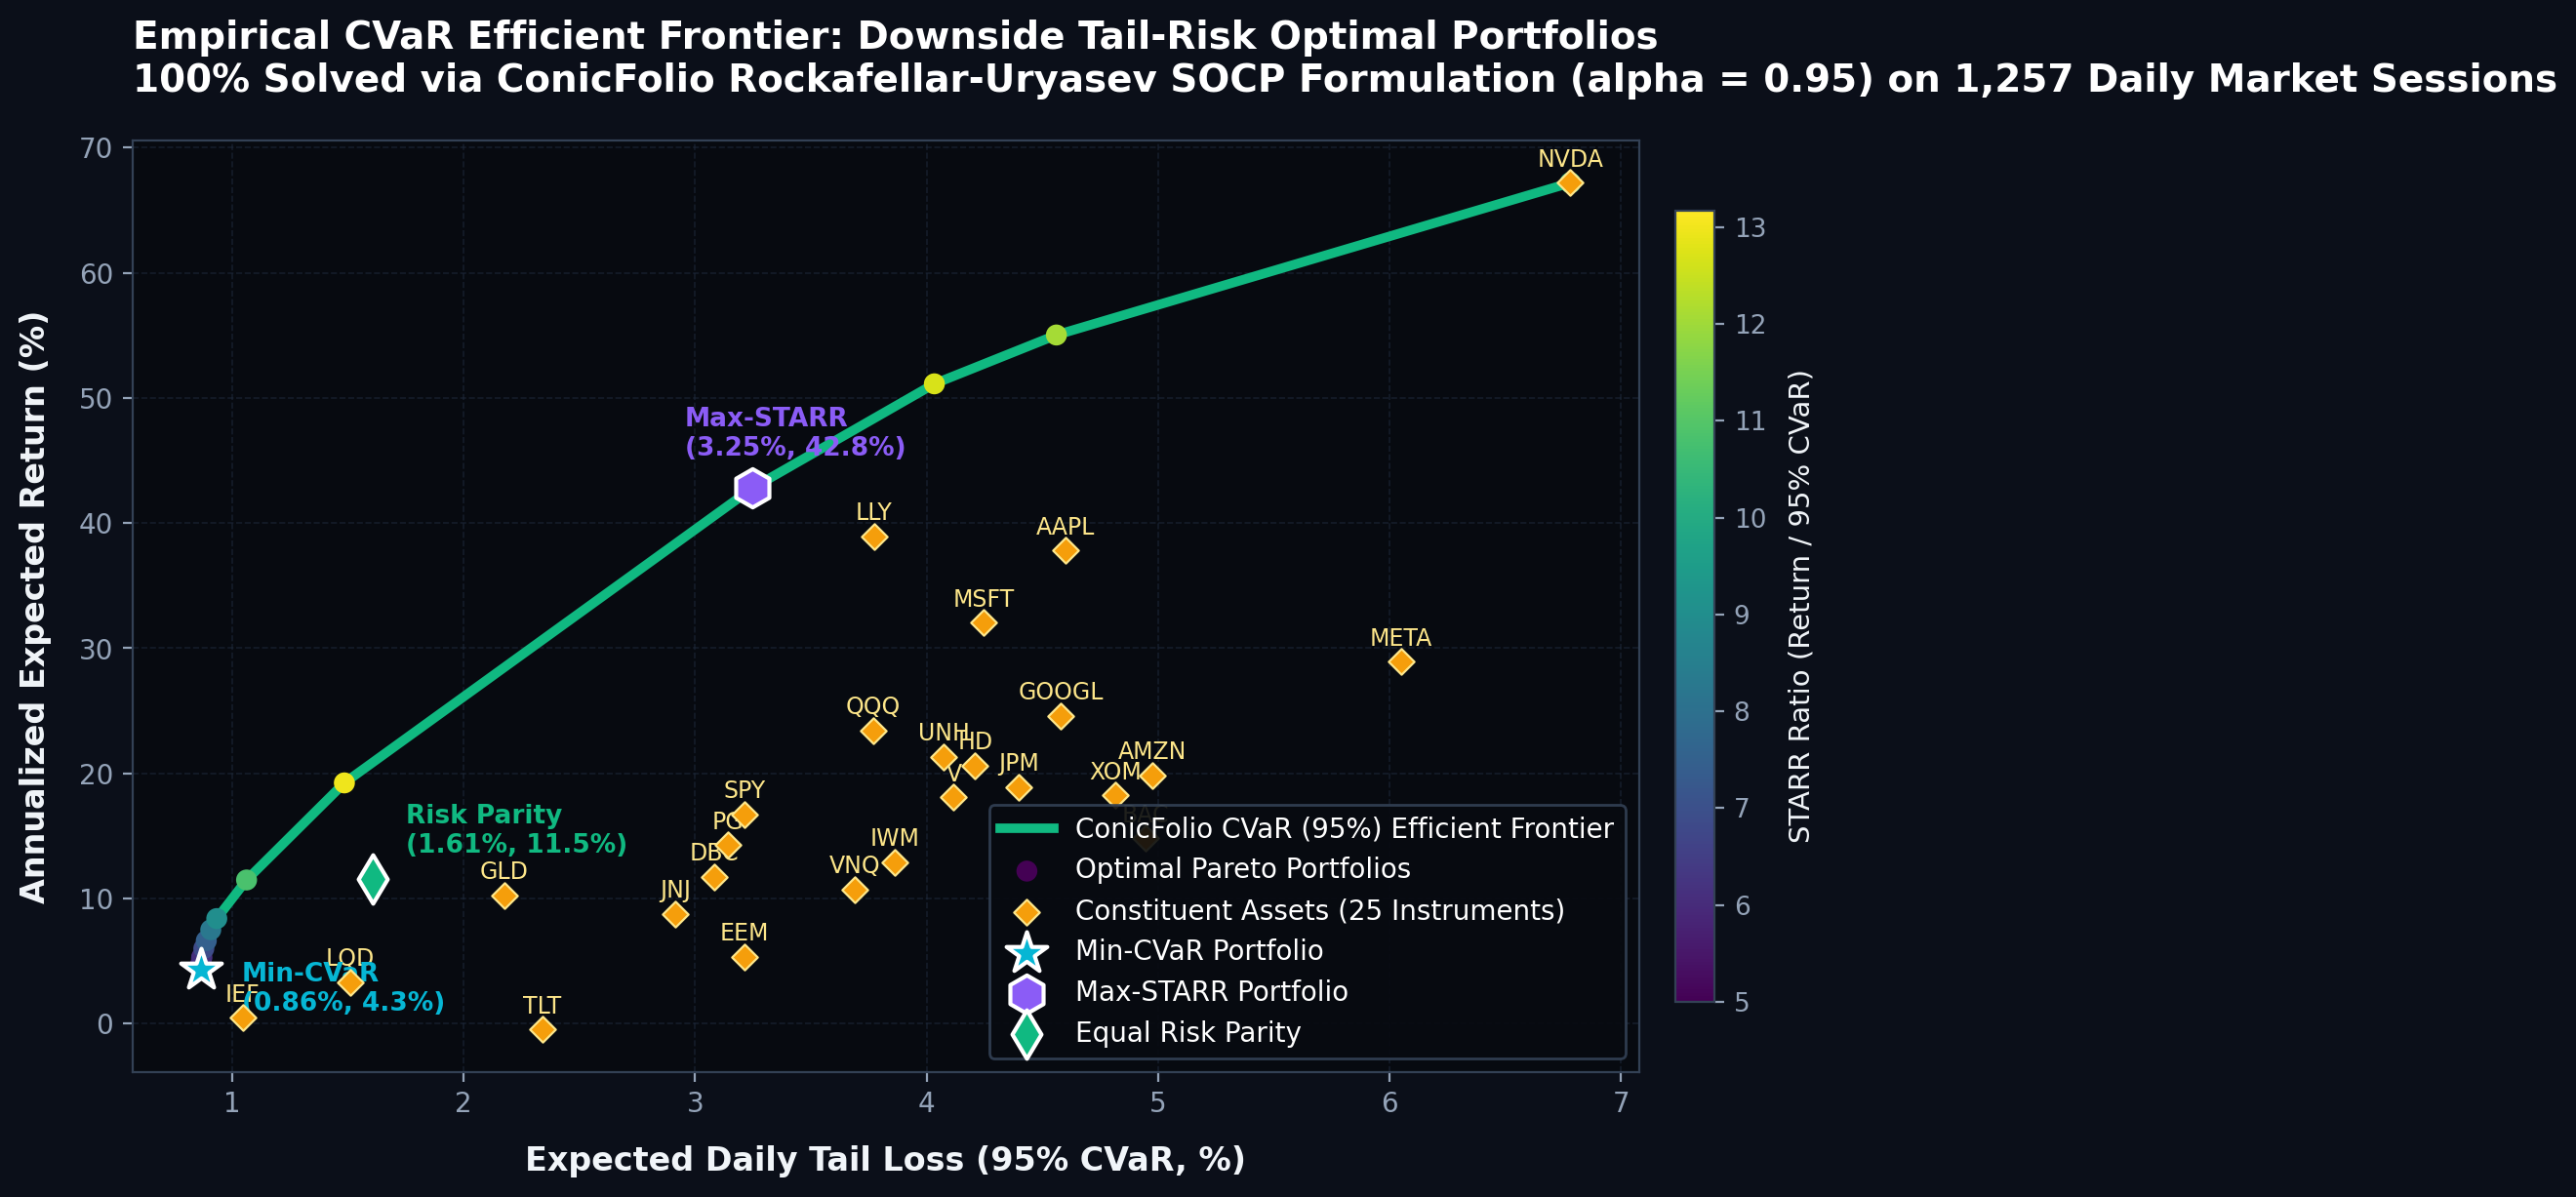 Empirical CVaR Efficient Frontier: Downside Tail-Risk Optimal Portfolios
100% Solved via ConicFolio Rockafellar-Uryasev SOCP Formulation (alpha = 0.95) on 1,257 Daily Market Sessions
Annualized Expected Return (%)
70
60
50
40
30
20
10
0
NVDA
Max-STARR
(3.25%, 42.8%)
LLY
AAPL
MSFT
META
GOOGL
QQQ
UNH
HD
V
JPM
AMZN
XOM
BAC
SPY
PG
DBC
IWM
VNQ
JNJ
EEM
Risk Parity
(1.61%, 11.5%)
GLD
LQD
Min-CVaR
(0.86%, 4.3%)
IEF
TLT
ConicFolio CVaR (95%) Efficient Frontier
Optimal Pareto Portfolios
Constituent Assets (25 Instruments)
Min-CVaR Portfolio
Max-STARR Portfolio
Equal Risk Parity
1
2
3
4
5
6
7
Expected Daily Tail Loss (95% CVaR, %)
13
12
11
10
9
8
7
6
5
STARR Ratio (Return / 95% CVaR)